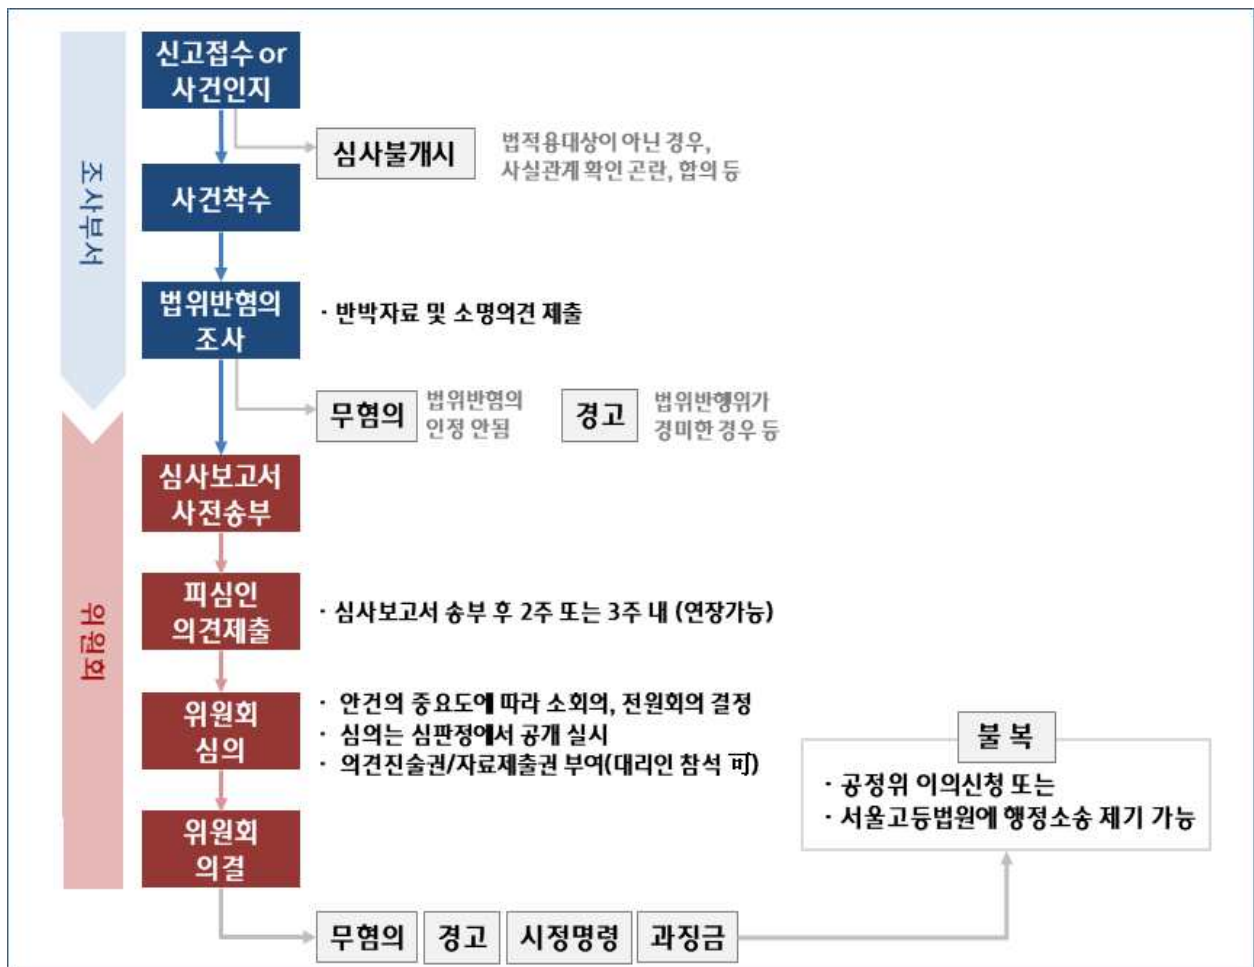 신고접수 or
사건인지
심사불개시
법적용대상이 아닌 경우,
사실관계 확인 곤란, 합의 등
조사부서
사건착수
법위반혐의
조사
· 반박자료 및 소명의견 제출
무혐의
법위반혐의
인정 안됨
경고
법위반행위가
경미한 경우 등
심사보고서
사전송부
위원회
피심인
의견제출
· 심사보고서 송부 후 2주 또는 3주 내 (연장가능)
위원회
심의
· 안건의 중요도에 따라 소회의, 전원회의 결정
· 심의는 심판정에서 공개 실시
· 의견진술권/자료제출권 부여(대리인 참석 可)
불 복
· 공정위 이의신청 또는
· 서울고등법원에 행정소송 제기 가능
위원회
의결
무혐의
경고
시정명령
과징금